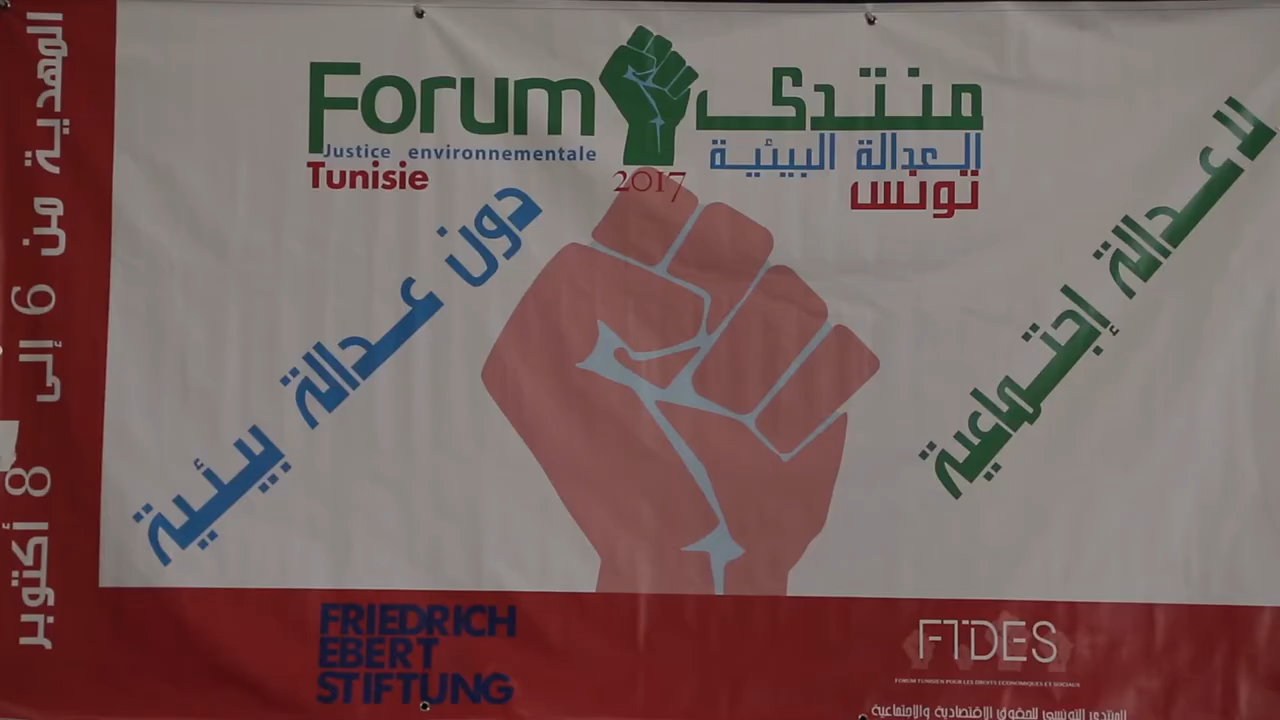 Forum
Justice environnementale
Tunisie
2017
منتدى
العدالة البيئية
تونس
لا عدالة إجتماعية
دون عدالة بيئية
المهدية من 6 إلى 8 أكتوبر
FRIEDRICH
EBERT
STIFTUNG
FTDES
FORUM TUNISIEN POUR LES DROITS ECONOMIQUES ET SOCIAUX
المنتدى التونسي للحقوق الاقتصادية والاجتماعية